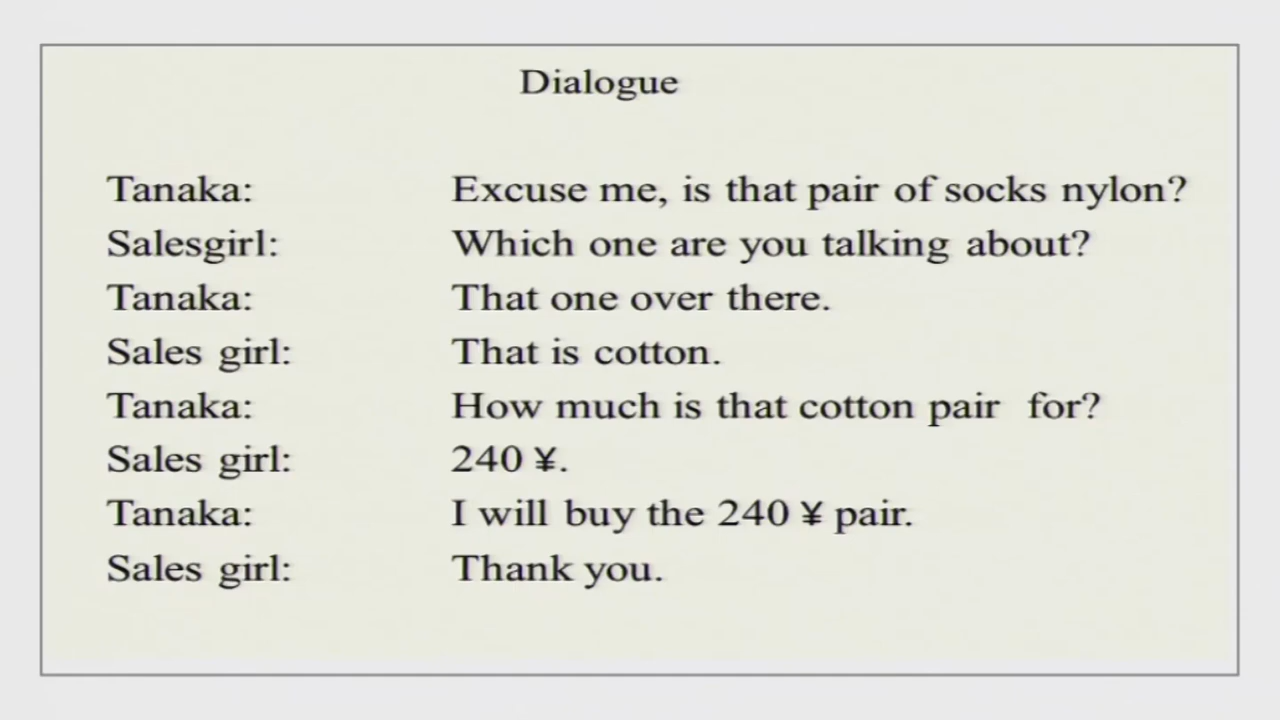 Dialogue
Tanaka: Excuse me, is that pair of socks nylon?
Salesgirl: Which one are you talking about?
Tanaka: That one over there.
Sales girl: That is cotton.
Tanaka: How much is that cotton pair for?
Sales girl: 240 ¥.
Tanaka: I will buy the 240 ¥ pair.
Sales girl: Thank you.